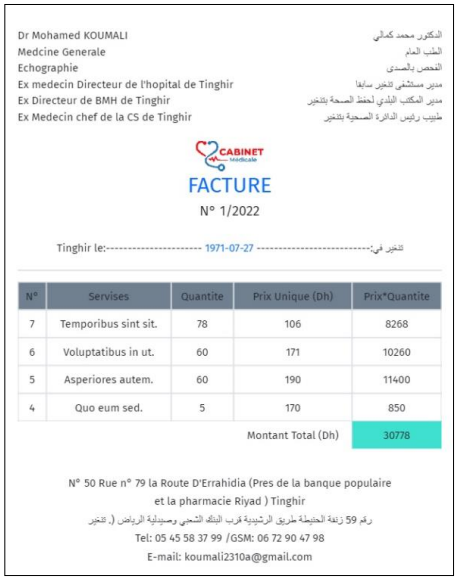 Dr Mohamed KOUMALI
الدكتور محمد كمالي
Medcine Generale
الطب العام
Echographie
الفحص بالصدى
Ex medecin Directeur de l'hopital de Tinghir
مدير مستشفى تنغير سابقا
Ex Directeur de BMH de Tinghir
مدير المكتب البلدي لحفظ الصحة بتنغير
Ex Medecin chef de la CS de Tinghir
طبيب رئيس الدائرة الصحية بتنغير
CABINET
Médicale
FACTURE
N° 1/2022
Tinghir le:---------------------- 1971-07-27 --------------------------تنغير في:
N° Servises Quantite Prix Unique (Dh) Prix*Quantite
7 Temporibus sint sit. 78 106 8268
6 Voluptatibus in ut. 60 171 10260
5 Asperiores autem. 60 190 11400
4 Quo eum sed. 5 170 850
Montant Total (Dh) 30778
N° 50 Rue n° 79 la Route D'Errahidia (Pres de la banque populaire
et la pharmacie Riyad ) Tinghir
رقم 59 زنقة الحنيطة طريق الرشيدية قرب البنك الشعبي وصيدلية الرياض (. تنغير
Tel: 05 45 58 37 99 /GSM: 06 72 90 47 98
E-mail: koumali2310a@gmail.com